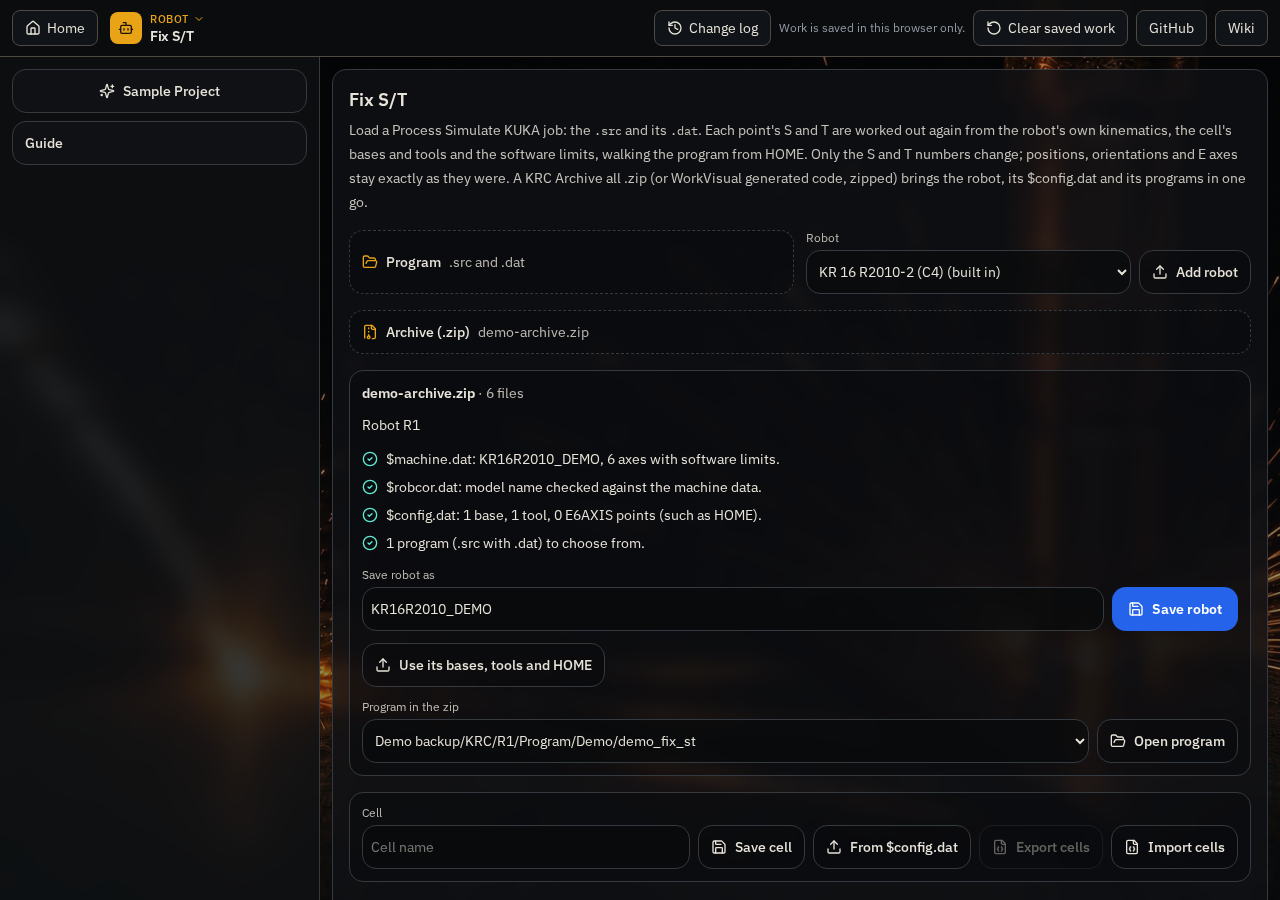 Home
ROBOT
Fix S/T
Change log
Work is saved in this browser only.
Clear saved work
GitHub
Wiki
Sample Project
Guide
Fix S/T
Load a Process Simulate KUKA job: the .src and its .dat. Each point's S and T are worked out again from the robot's own kinematics, the cell's
bases and tools and the software limits, walking the program from HOME. Only the S and T numbers change; positions, orientations and E axes
stay exactly as they were. A KRC Archive all .zip (or WorkVisual generated code, zipped) brings the robot, its $config.dat and its programs in one
go.
Program .src and .dat
Robot
KR 16 R2010-2 (C4) (built in)
Add robot
Archive (.zip) demo-archive.zip
demo-archive.zip · 6 files
Robot R1
$machine.dat: KR16R2010_DEMO, 6 axes with software limits.
$robcor.dat: model name checked against the machine data.
$config.dat: 1 base, 1 tool, 0 E6AXIS points (such as HOME).
1 program (.src with .dat) to choose from.
Save robot as
KR16R2010_DEMO
Save robot
Use its bases, tools and HOME
Program in the zip
Demo backup/KRC/R1/Program/Demo/demo_fix_st
Open program
Cell
Cell name
Save cell
From $config.dat
Export cells
Import cells